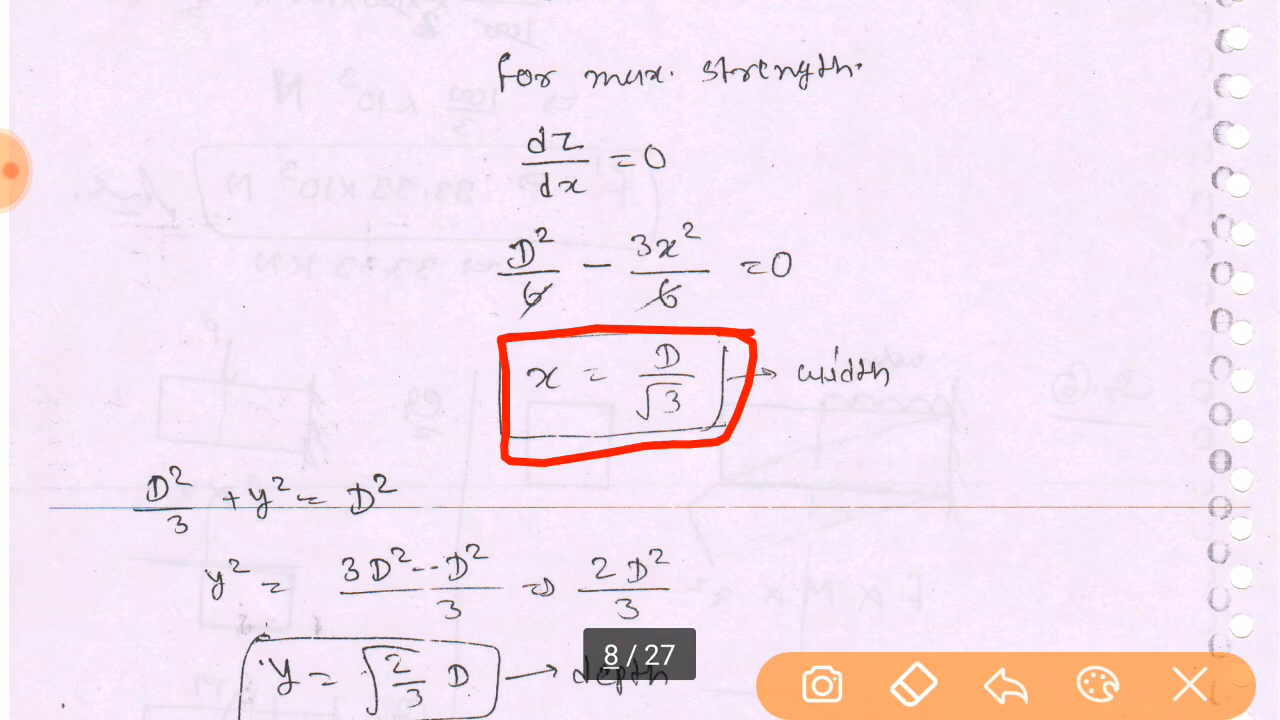 for max. strength.
dz/dx = 0
D²/6 − 3x²/6 = 0
x = D/√3 → width
D²/3 + y² = D²
y² = 3D² - D²/3 ⇒ 2D²/3
y = √2/3 D → depth
8 / 27